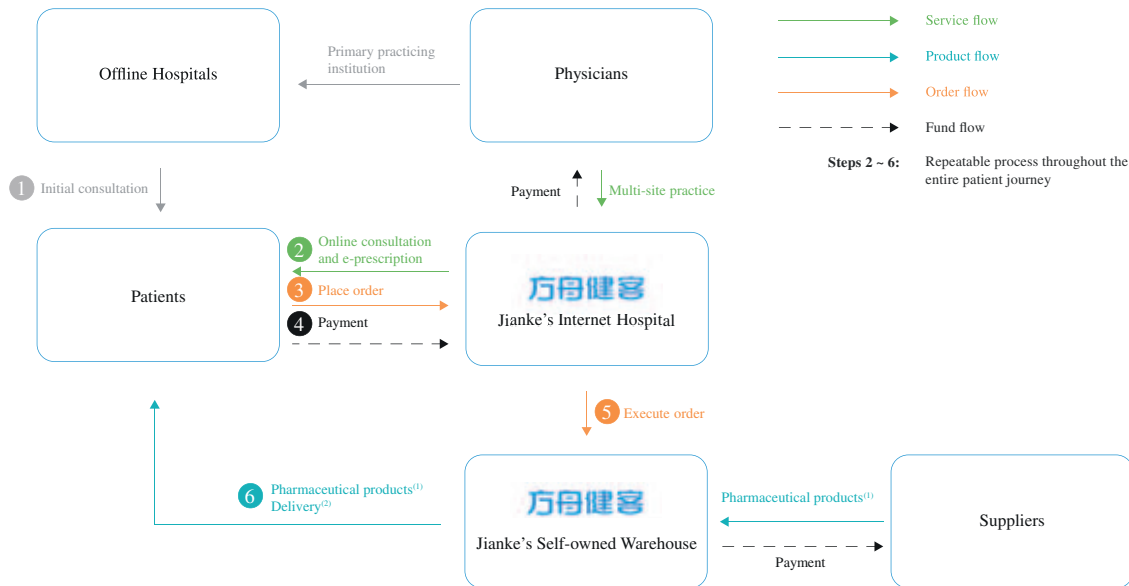 Offline Hospitals
Primary practicing
institution
Physicians
Service flow
Product flow
Order flow
Fund flow
Steps 2 ~ 6:
Repeatable process throughout the
entire patient journey
1 Initial consultation
Payment
Multi-site practice
Patients
2 Online consultation
and e-prescription
3 Place order
4 Payment
方舟健客
Jianke's Internet Hospital
5 Execute order
6 Pharmaceutical products(1)
Delivery(2)
方舟健客
Jianke's Self-owned Warehouse
Pharmaceutical products(1)
Payment
Suppliers